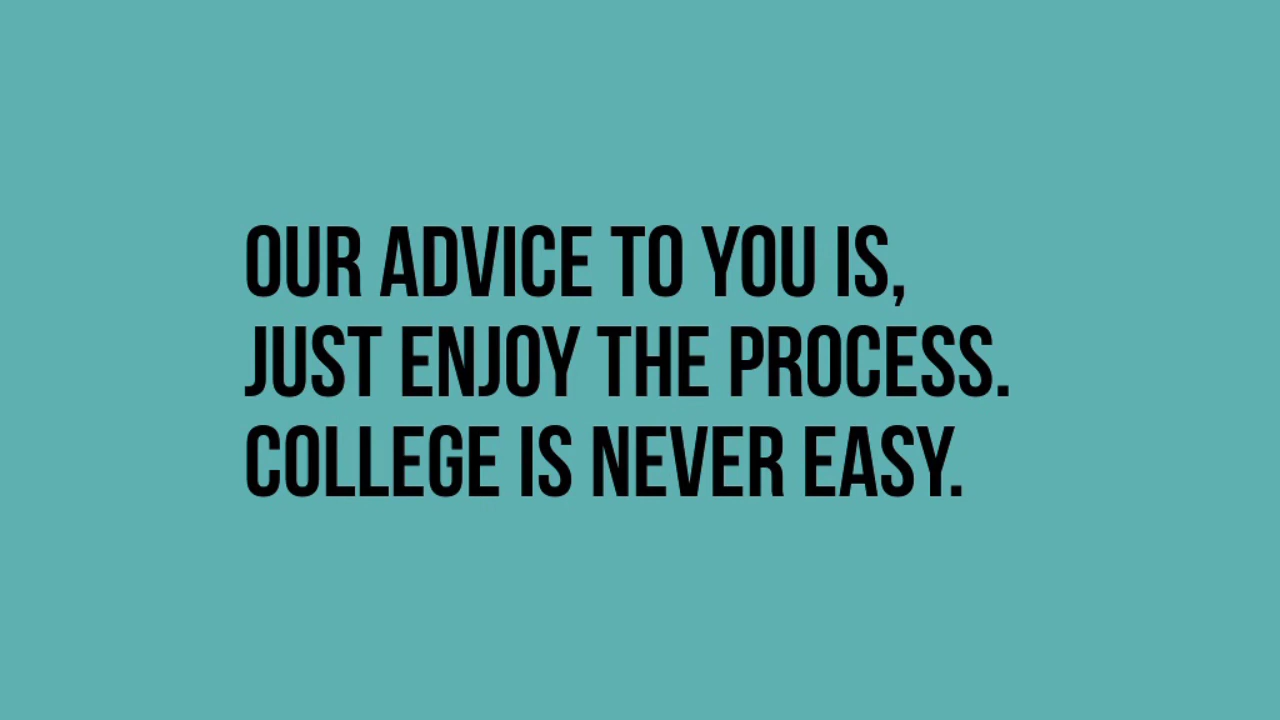 OUR ADVICE TO YOU IS,
JUST ENJOY THE PROCESS.
COLLEGE IS NEVER EASY.